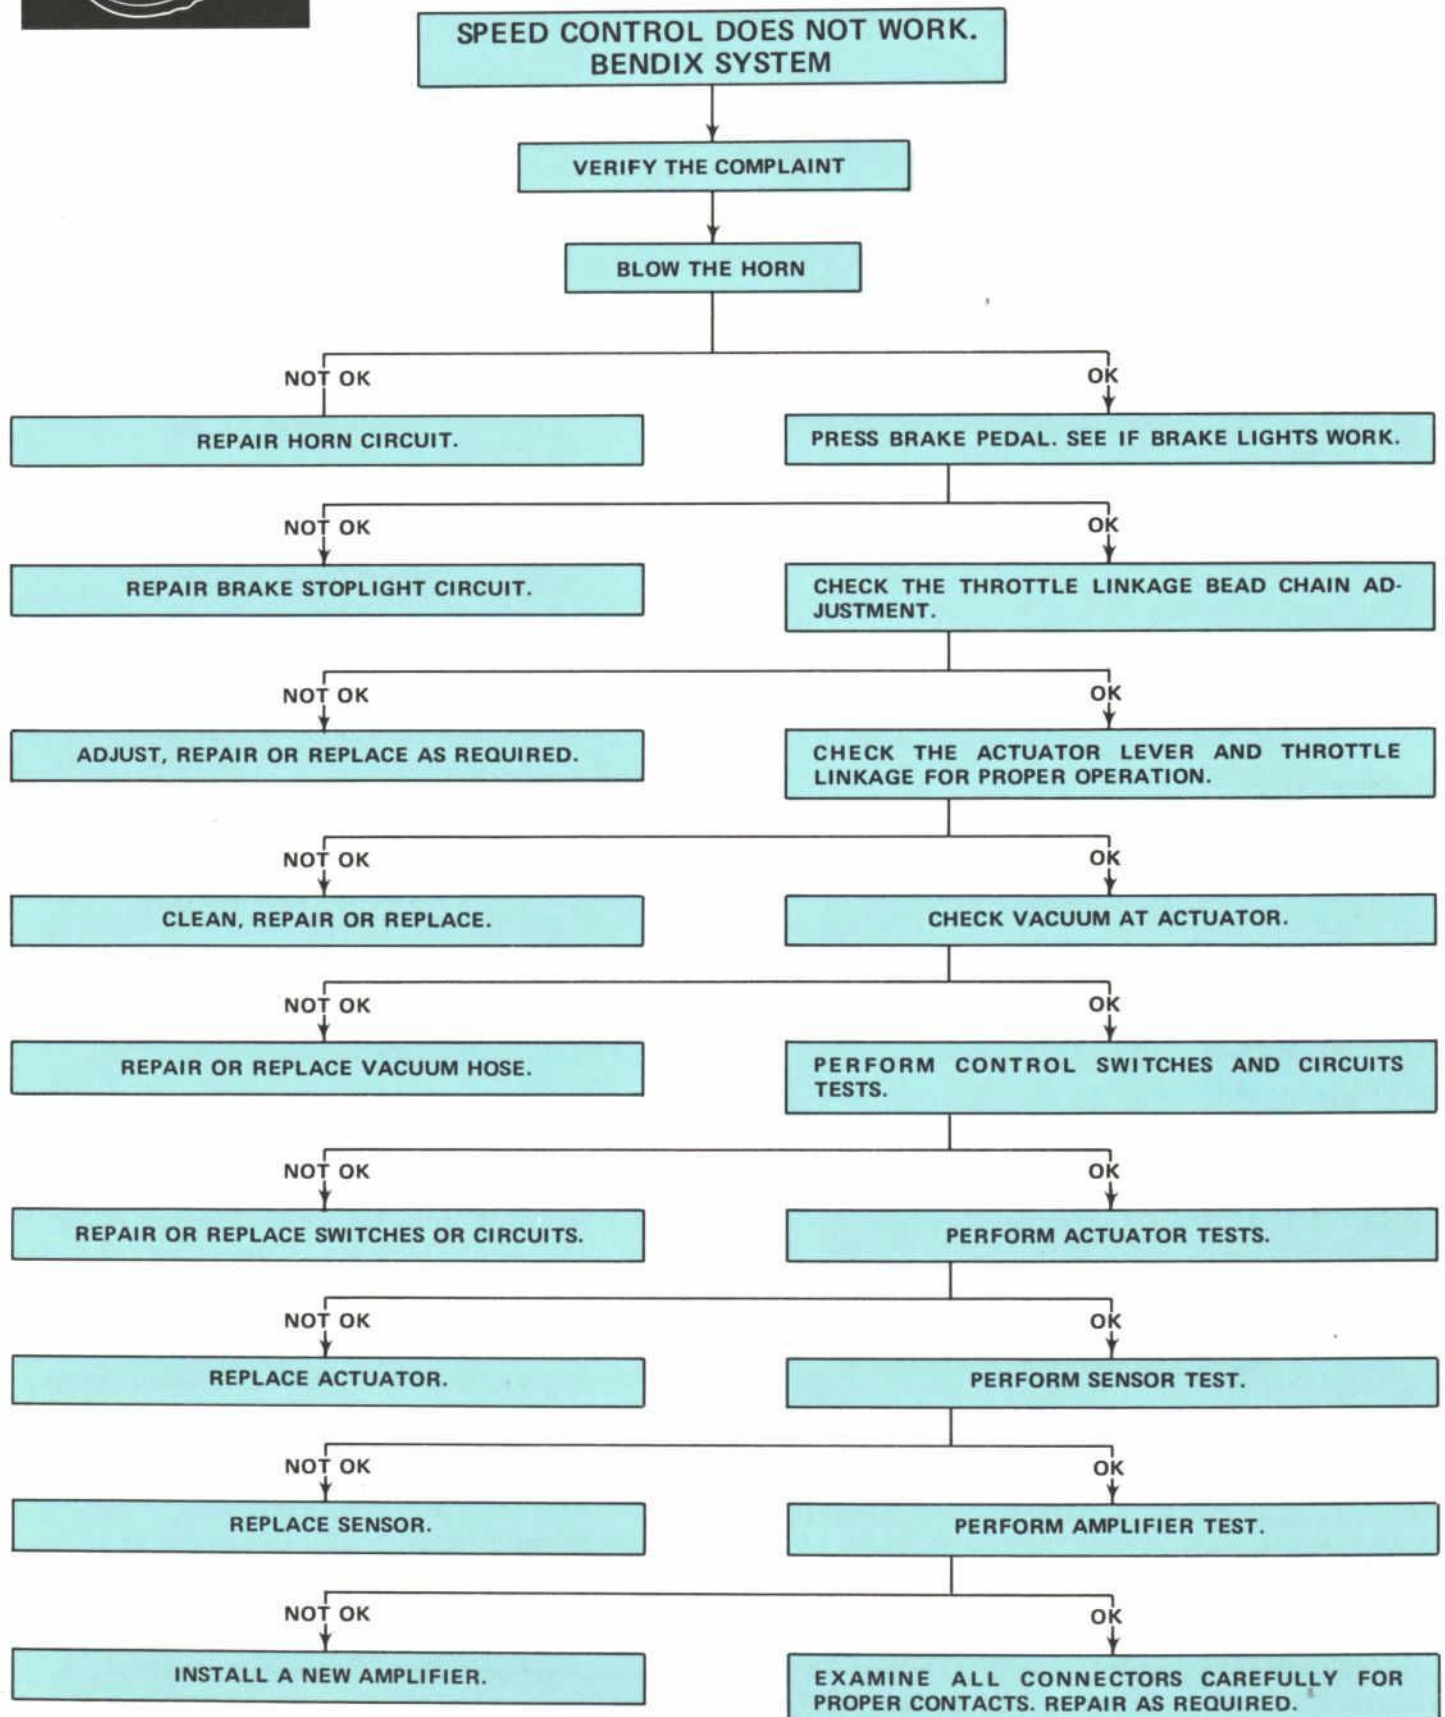 SPEED CONTROL DOES NOT WORK.
BENDIX SYSTEM
VERIFY THE COMPLAINT
BLOW THE HORN
NOT OK
OK
REPAIR HORN CIRCUIT.
PRESS BRAKE PEDAL. SEE IF BRAKE LIGHTS WORK.
NOT OK
OK
REPAIR BRAKE STOPLIGHT CIRCUIT.
CHECK THE THROTTLE LINKAGE BEAD CHAIN AD-
JUSTMENT.
NOT OK
OK
ADJUST, REPAIR OR REPLACE AS REQUIRED.
CHECK THE ACTUATOR LEVER AND THROTTLE
LINKAGE FOR PROPER OPERATION.
NOT OK
OK
CLEAN, REPAIR OR REPLACE.
CHECK VACUUM AT ACTUATOR.
NOT OK
OK
REPAIR OR REPLACE VACUUM HOSE.
PERFORM CONTROL SWITCHES AND CIRCUITS
TESTS.
NOT OK
OK
REPAIR OR REPLACE SWITCHES OR CIRCUITS.
PERFORM ACTUATOR TESTS.
NOT OK
OK
REPLACE ACTUATOR.
PERFORM SENSOR TEST.
NOT OK
OK
REPLACE SENSOR.
PERFORM AMPLIFIER TEST.
NOT OK
OK
INSTALL A NEW AMPLIFIER.
EXAMINE ALL CONNECTORS CAREFULLY FOR
PROPER CONTACTS. REPAIR AS REQUIRED.